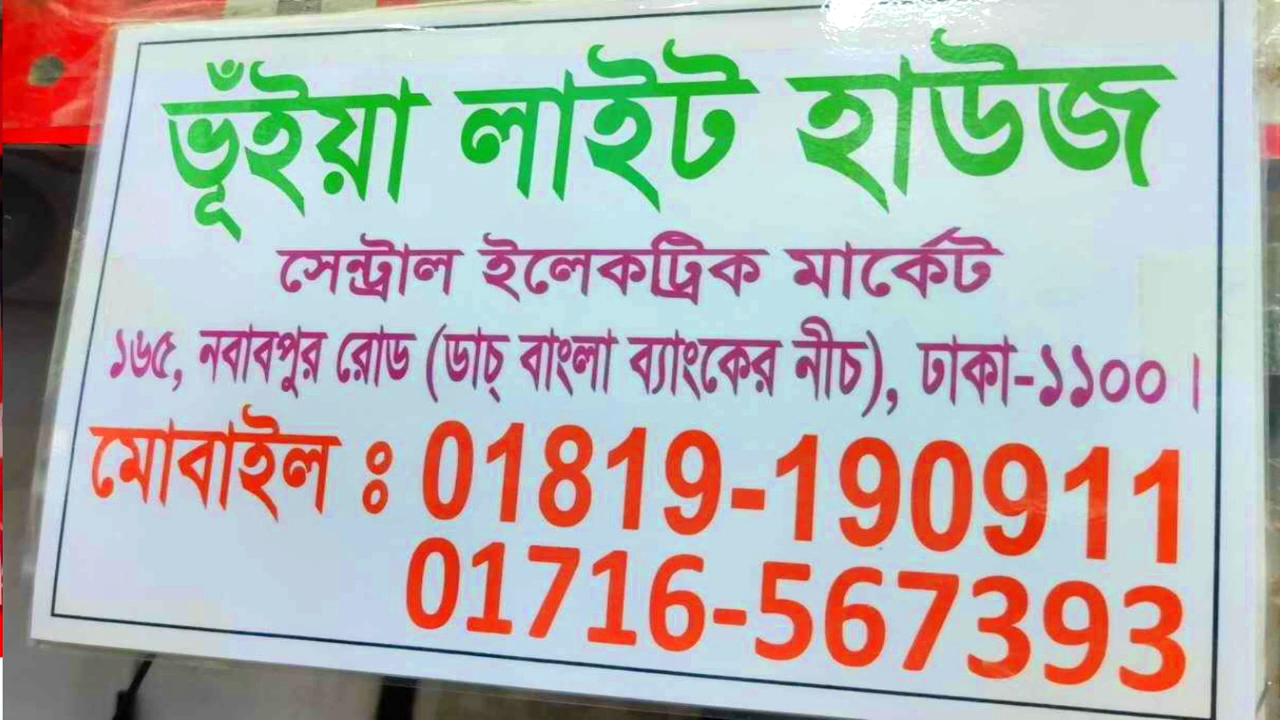 ভূঁইয়া লাইট হাউজ
সেন্ট্রাল ইলেকট্রিক মার্কেট
১৬৫, নবাবপুর রোড (ডাচ্ বাংলা ব্যাংকের নীচ), ঢাকা-১১০০।
মোবাইল : 01819-190911
01716-567393